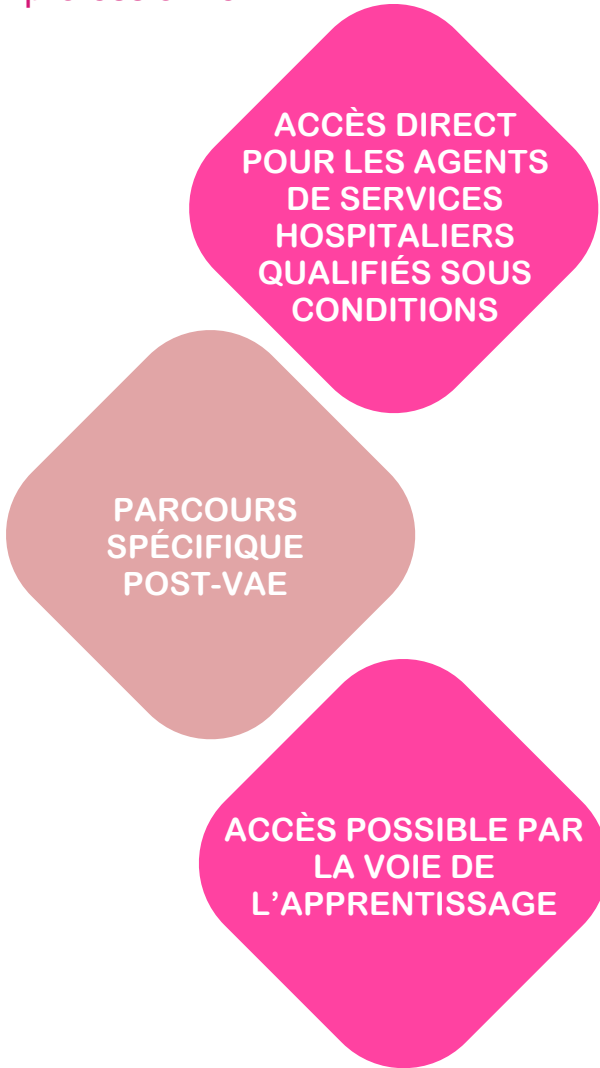 ACCÈS DIRECT
POUR LES AGENTS
DE SERVICES
HOSPITALIERS
QUALIFIÉS SOUS
CONDITIONS
PARCOURS
SPÉCIFIQUE
POST-VAE
ACCÈS POSSIBLE PAR
LA VOIE DE
L’APPRENTISSAGE